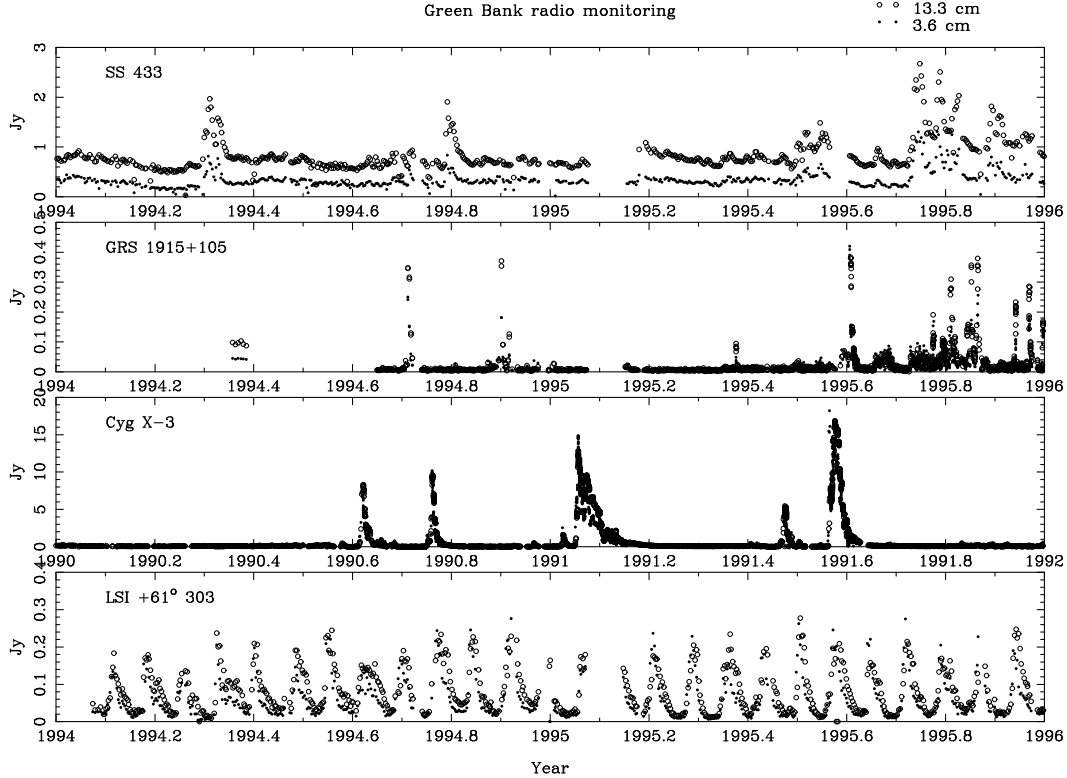 Green Bank radio monitoring
13.3 cm
3.6 cm
3
2
1
0
Jy
SS 433
1994 1994.2 1994.4 1994.6 1994.8 1995 1995.2 1995.4 1995.6 1995.8 1996
0.5
0.4
0.3
0.2
0.1
0
Jy
GRS 1915+105
1994 1994.2 1994.4 1994.6 1994.8 1995 1995.2 1995.4 1995.6 1995.8 1996
20
15
10
5
0
Jy
Cyg X-3
1990 1990.2 1990.4 1990.6 1990.8 1991 1991.2 1991.4 1991.6 1991.8 1992
0.4
0.3
0.2
0.1
0
Jy
LSI +61° 303
1994 1994.2 1994.4 1994.6 1994.8 1995 1995.2 1995.4 1995.6 1995.8 1996
Year